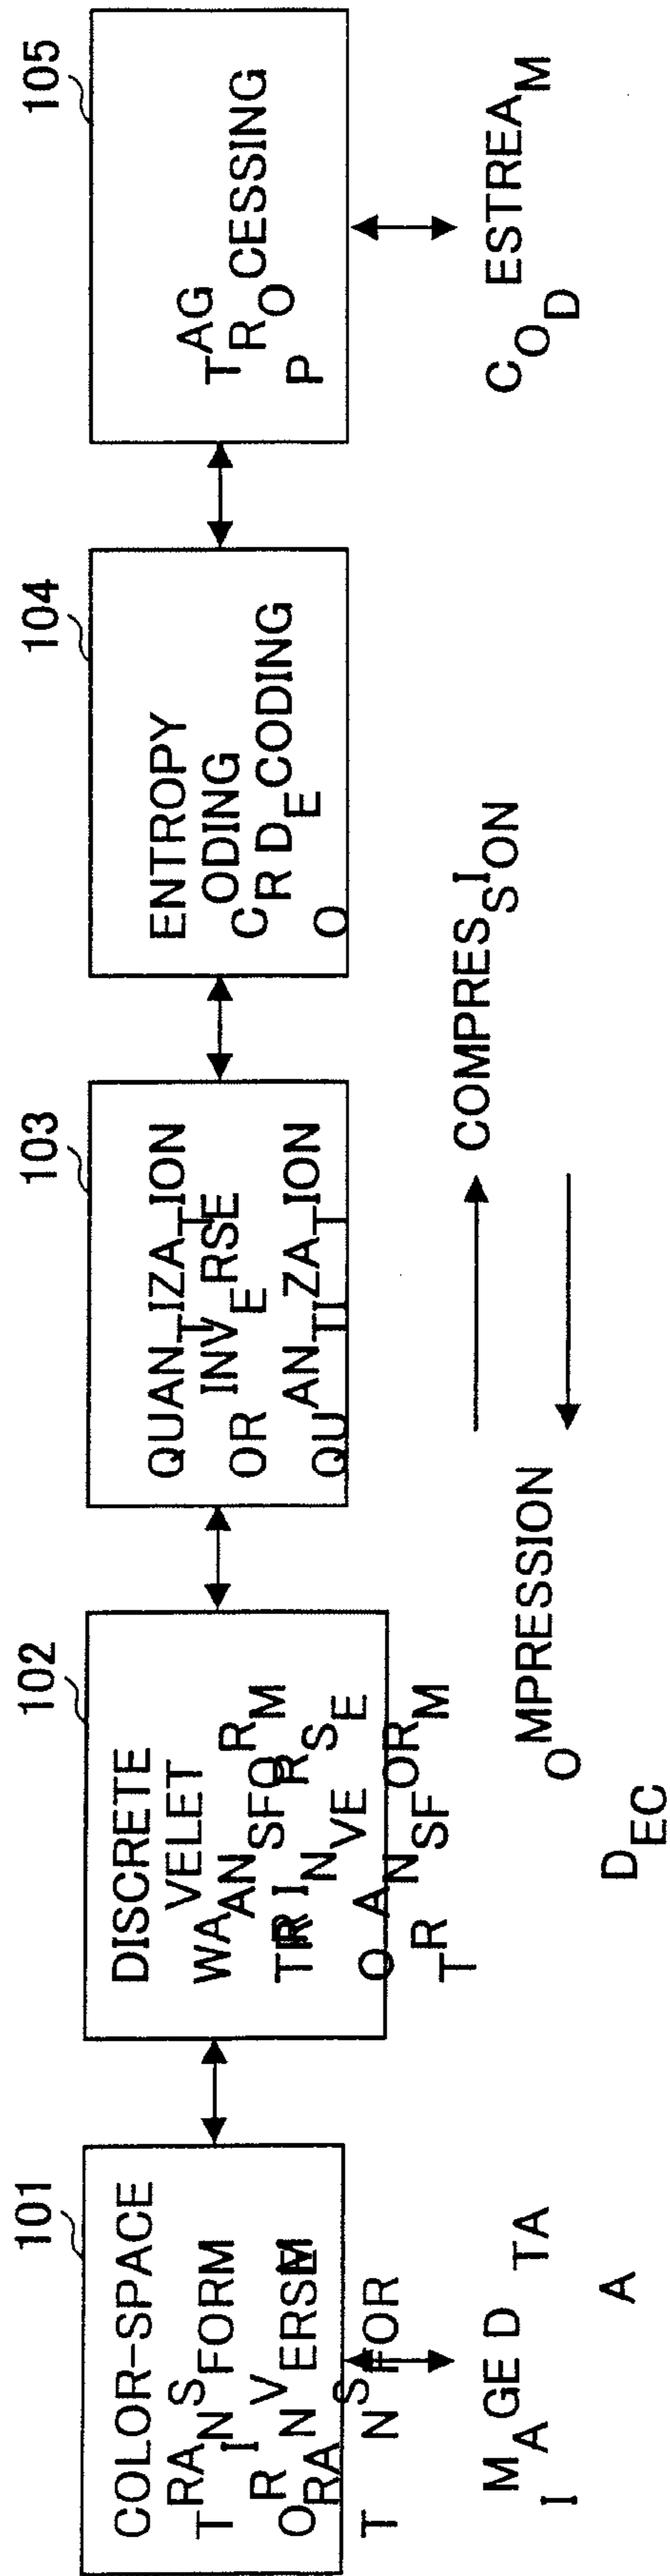 101
COLOR-SPACE
TRANSFORM
OR INVERSE
TRANSFORM
102
DISCRETE
WAVELET
TRANSFORM
OR INVERSE
TRANSFORM
103
QUANTIZATION
OR INVERSE
QUANTIZATION
104
ENTROPY
CODING
OR DECODING
105
TAG
PROCESSING
IMAGE DATA
CODESTREAM
COMPRESSION
DECOMPRESSION